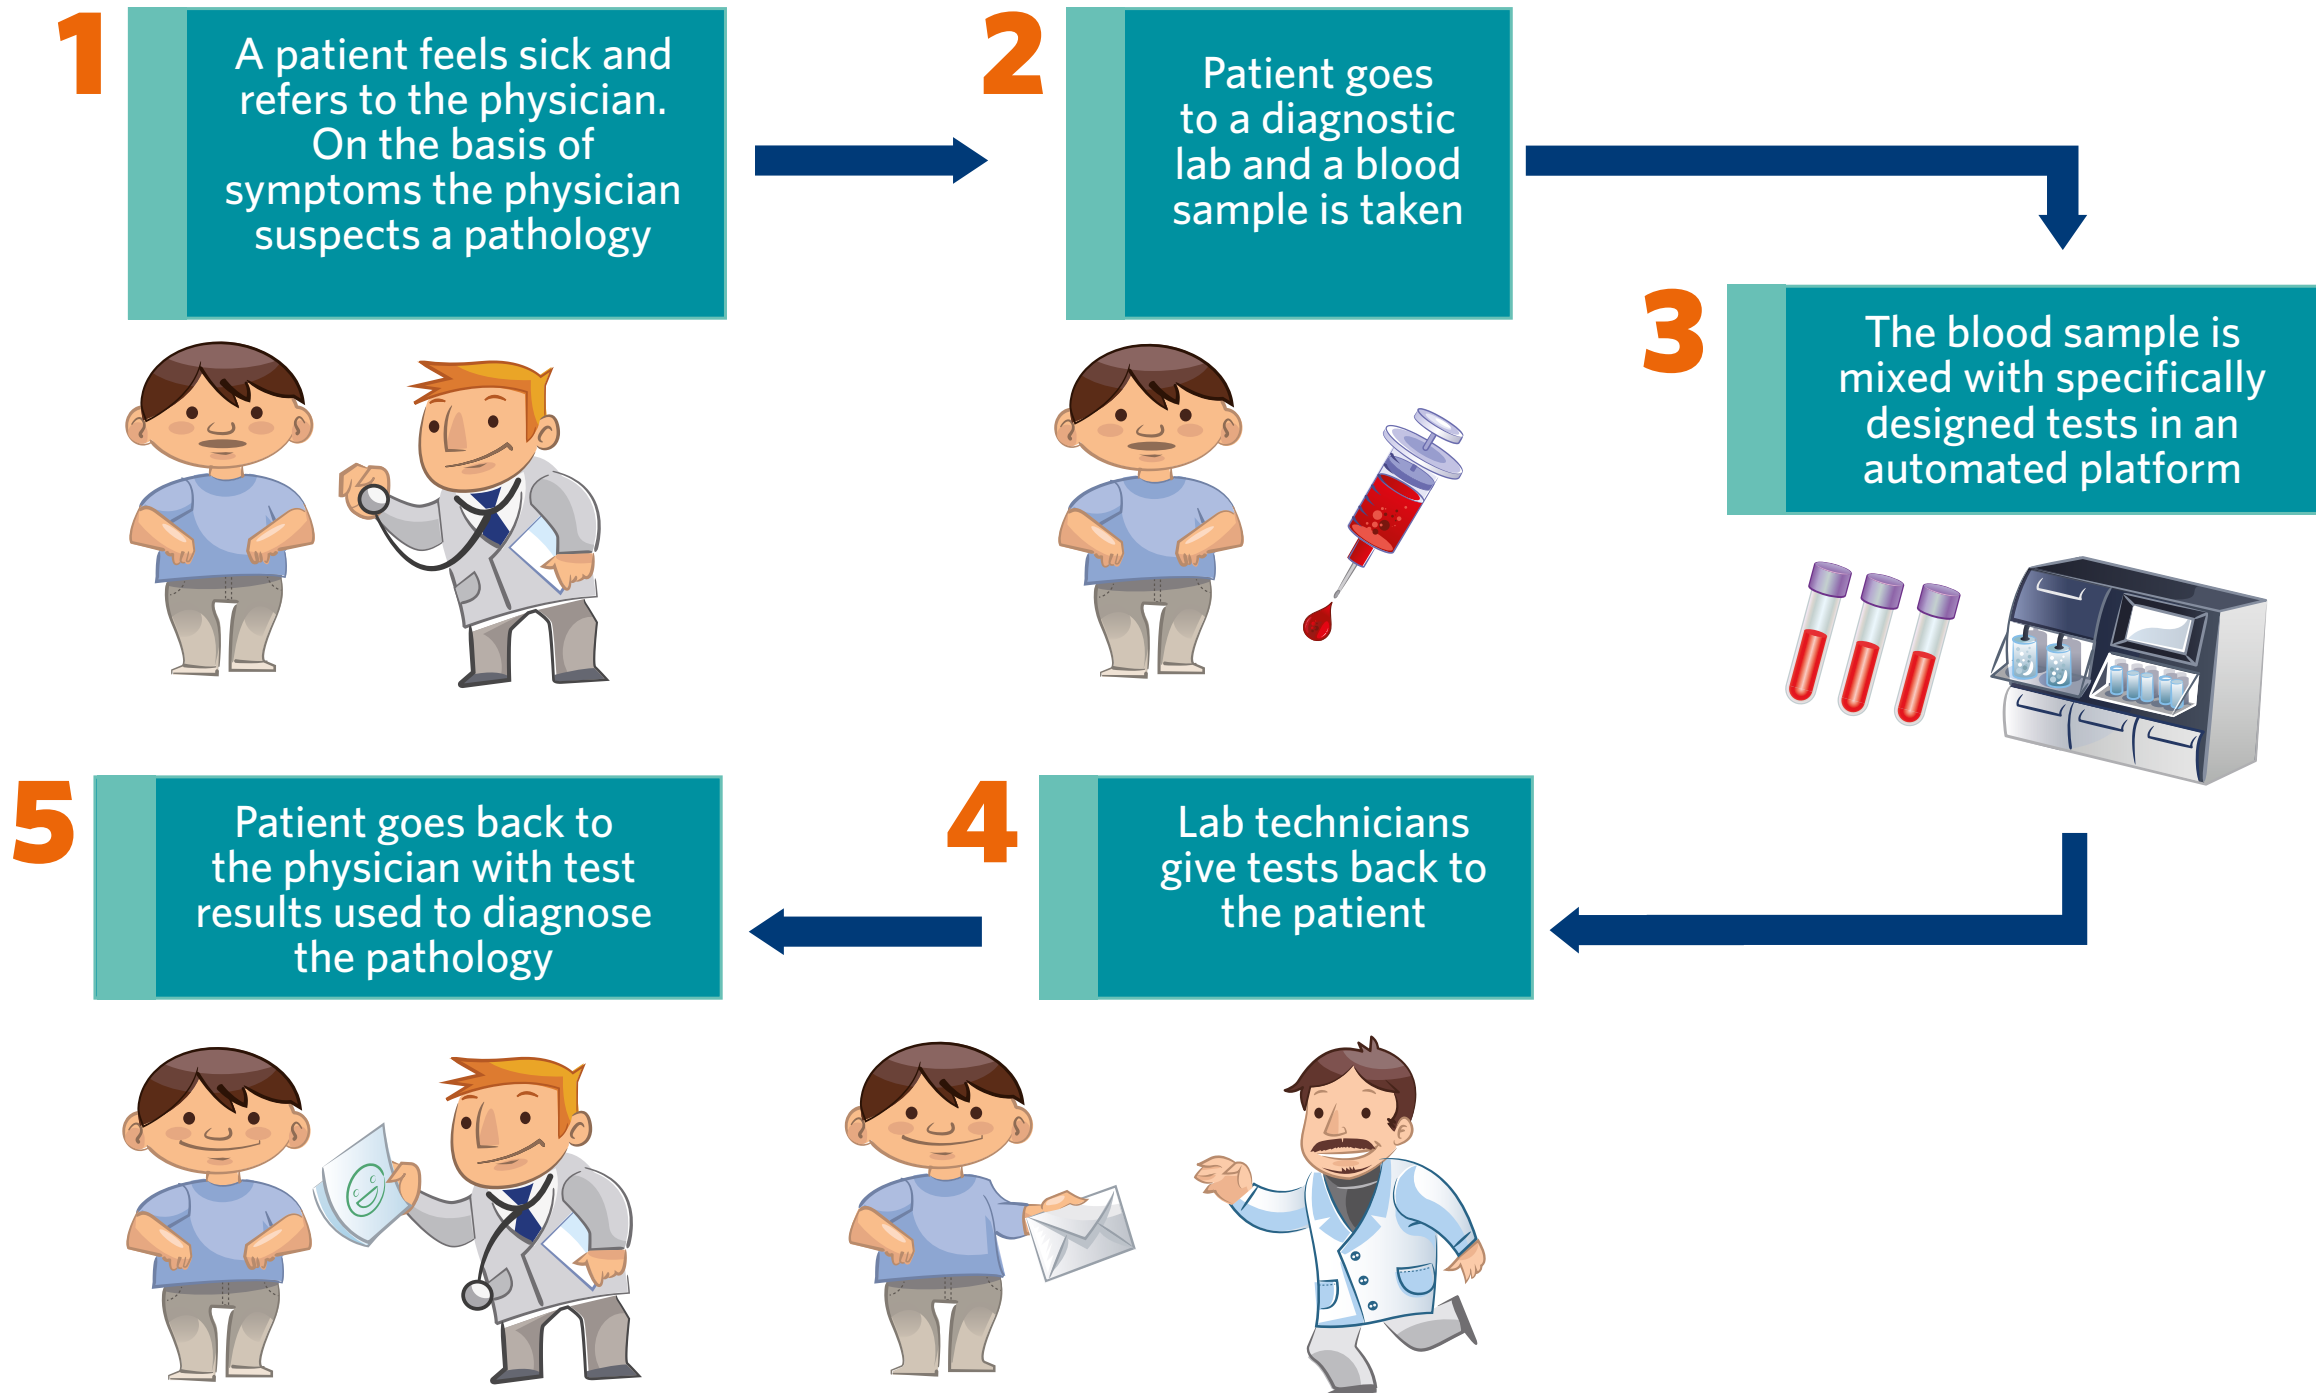 1
A patient feels sick and
refers to the physician.
On the basis of
symptoms the physician
suspects a pathology
2
Patient goes
to a diagnostic
lab and a blood
sample is taken
3
The blood sample is
mixed with specifically
designed tests in an
automated platform
4
Lab technicians
give tests back to
the patient
5
Patient goes back to
the physician with test
results used to diagnose
the pathology